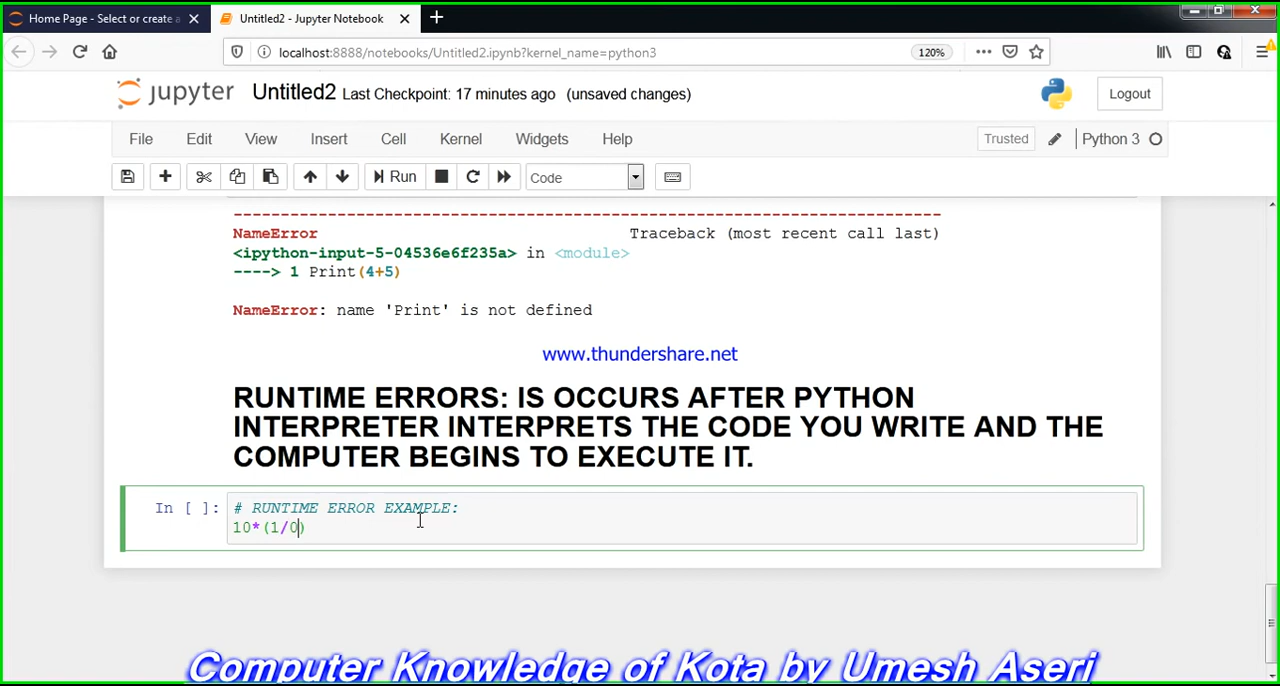 Home Page - Select or create a
Untitled2 - Jupyter Notebook
localhost:8888/notebooks/Untitled2.ipynb?kernel_name=python3
120%
jupyter Untitled2 Last Checkpoint: 17 minutes ago (unsaved changes)
Logout
File Edit View Insert Cell Kernel Widgets Help
Trusted
Python 3
Run
Code
---------------------------------------------------------------------------
NameError Traceback (most recent call last)
<ipython-input-5-04536e6f235a> in <module>
----> 1 Print(4+5)
NameError: name 'Print' is not defined
www.thundershare.net
RUNTIME ERRORS: IS OCCURS AFTER PYTHON
INTERPRETER INTERPRETS THE CODE YOU WRITE AND THE
COMPUTER BEGINS TO EXECUTE IT.
In [ ]: # RUNTIME ERROR EXAMPLE:
10*(1/0)
Computer Knowledge of Kota by Umesh Aseri